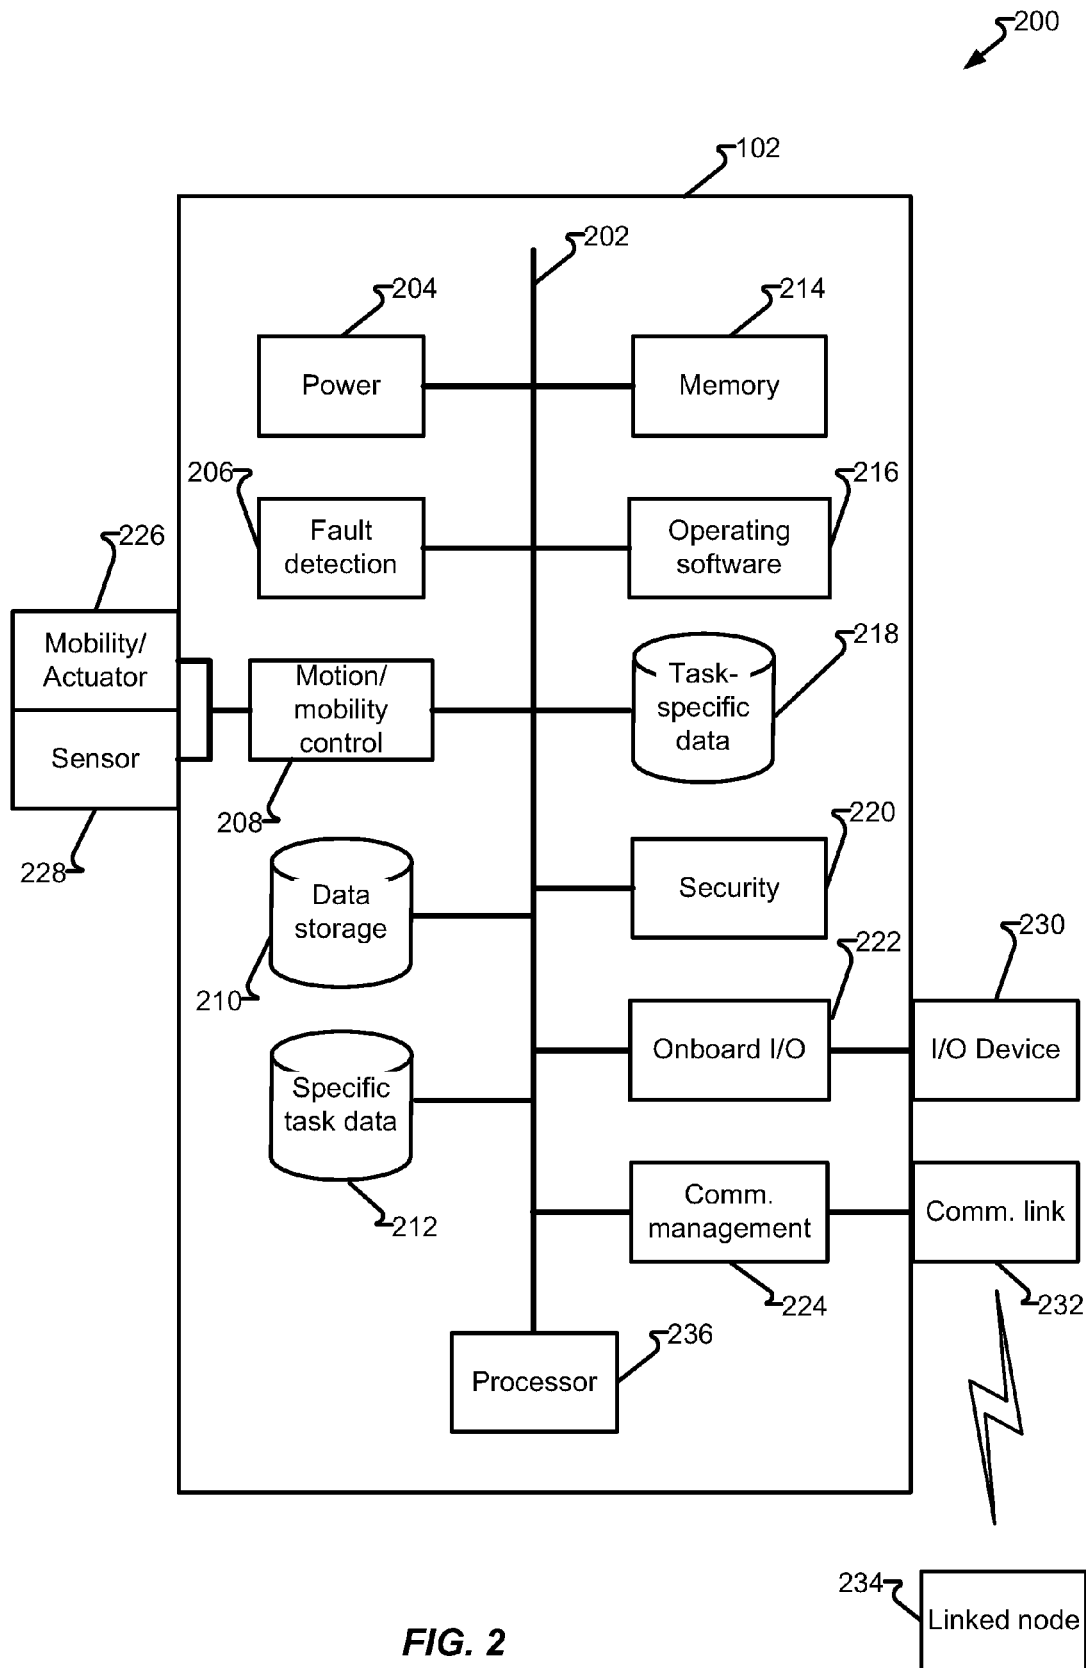 200
102
202
204
214
Power
Memory
206
216
Fault
detection
Operating
software
226
218
Mobility/
Actuator
Motion/
mobility
control
Task-
specific
data
Sensor
208
228
220
Data
storage
Security
210
222
230
Onboard I/O
I/O Device
Specific
task data
212
Comm.
management
Comm. link
224
232
236
Processor
234
Linked node
FIG. 2